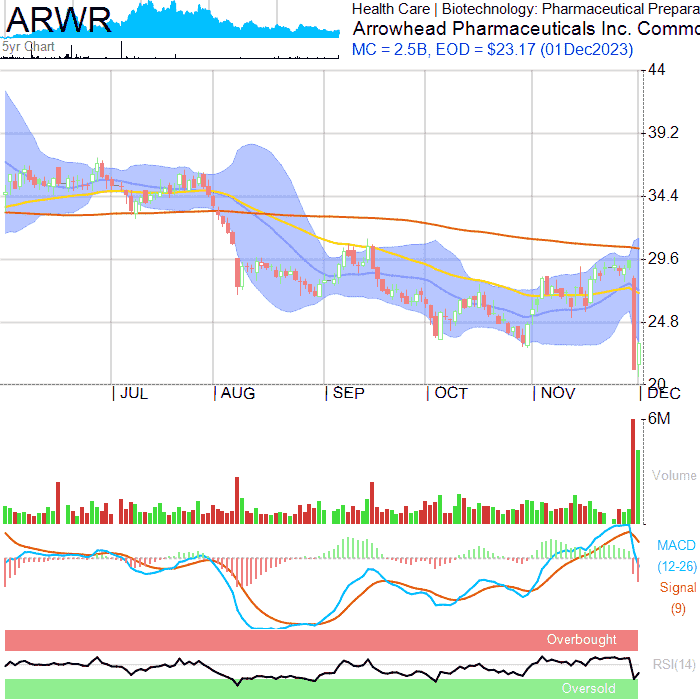 ARWR
Health Care | Biotechnology: Pharmaceutical Prepara
Arrowhead Pharmaceuticals Inc. Commo
5yr Chart
MC = 2.5B, EOD = $23.17 (01Dec2023)
44
39.2
34.4
29.6
24.8
20
| JUL
| AUG
| SEP
| OCT
| NOV
| DEC
6M
Volume
MACD
(12-26)
Signal
(9)
Overbought
RSI(14)
Oversold